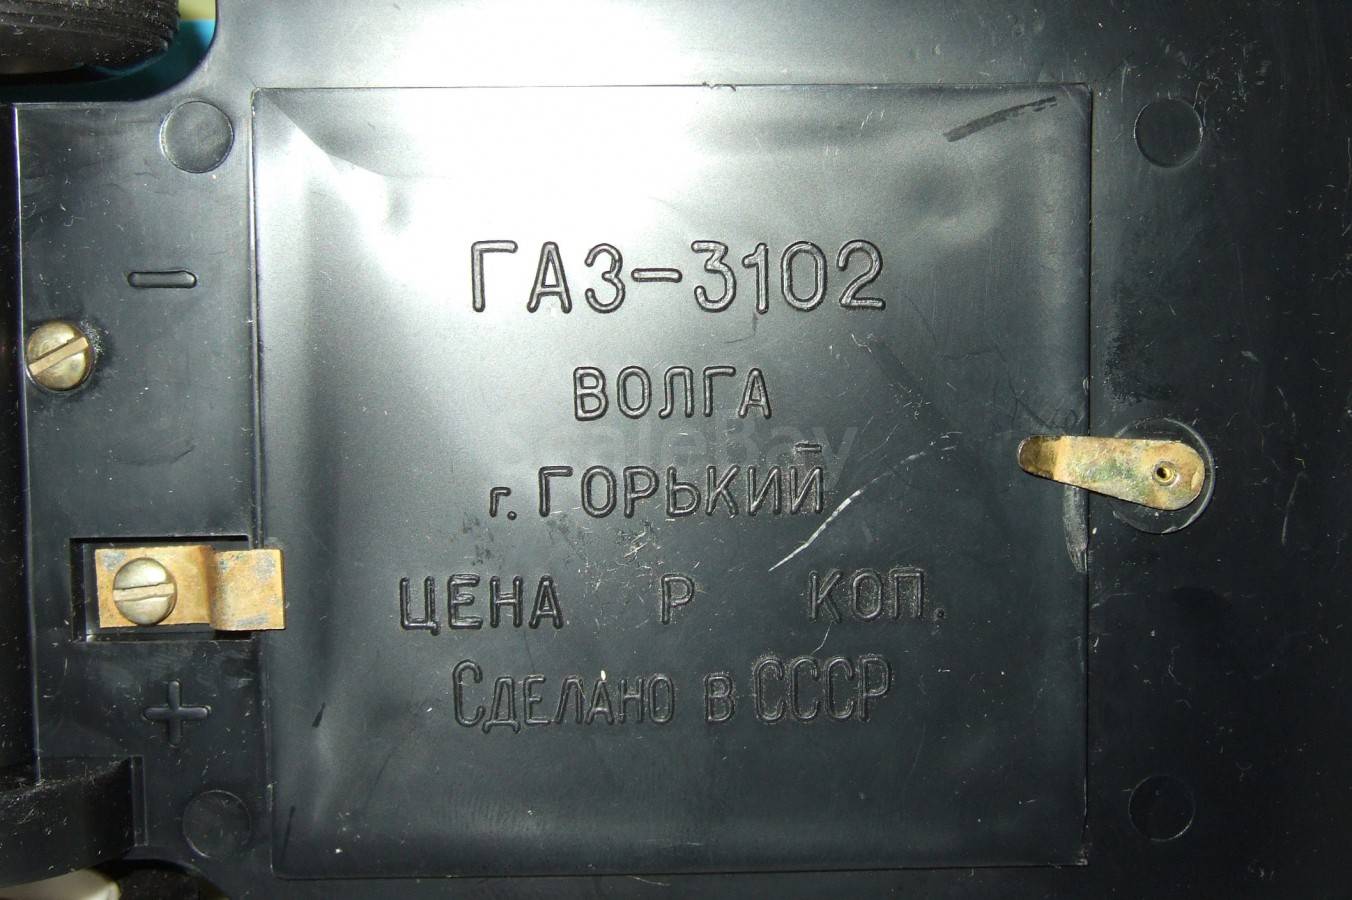 ГАЗ-3102
ВОЛГА
г. ГОРЬКИЙ
ЦЕНА Р КОП.
СДЕЛАНО В СССР
−
+